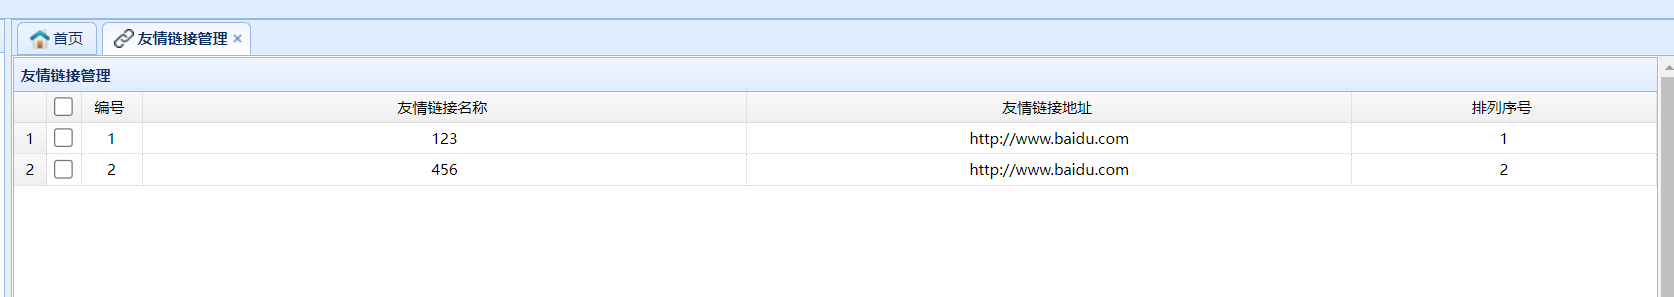 首页 友情链接管理
友情链接管理
编号 友情链接名称 友情链接地址 排列序号
1 1 123 http://www.baidu.com 1
2 2 456 http://www.baidu.com 2